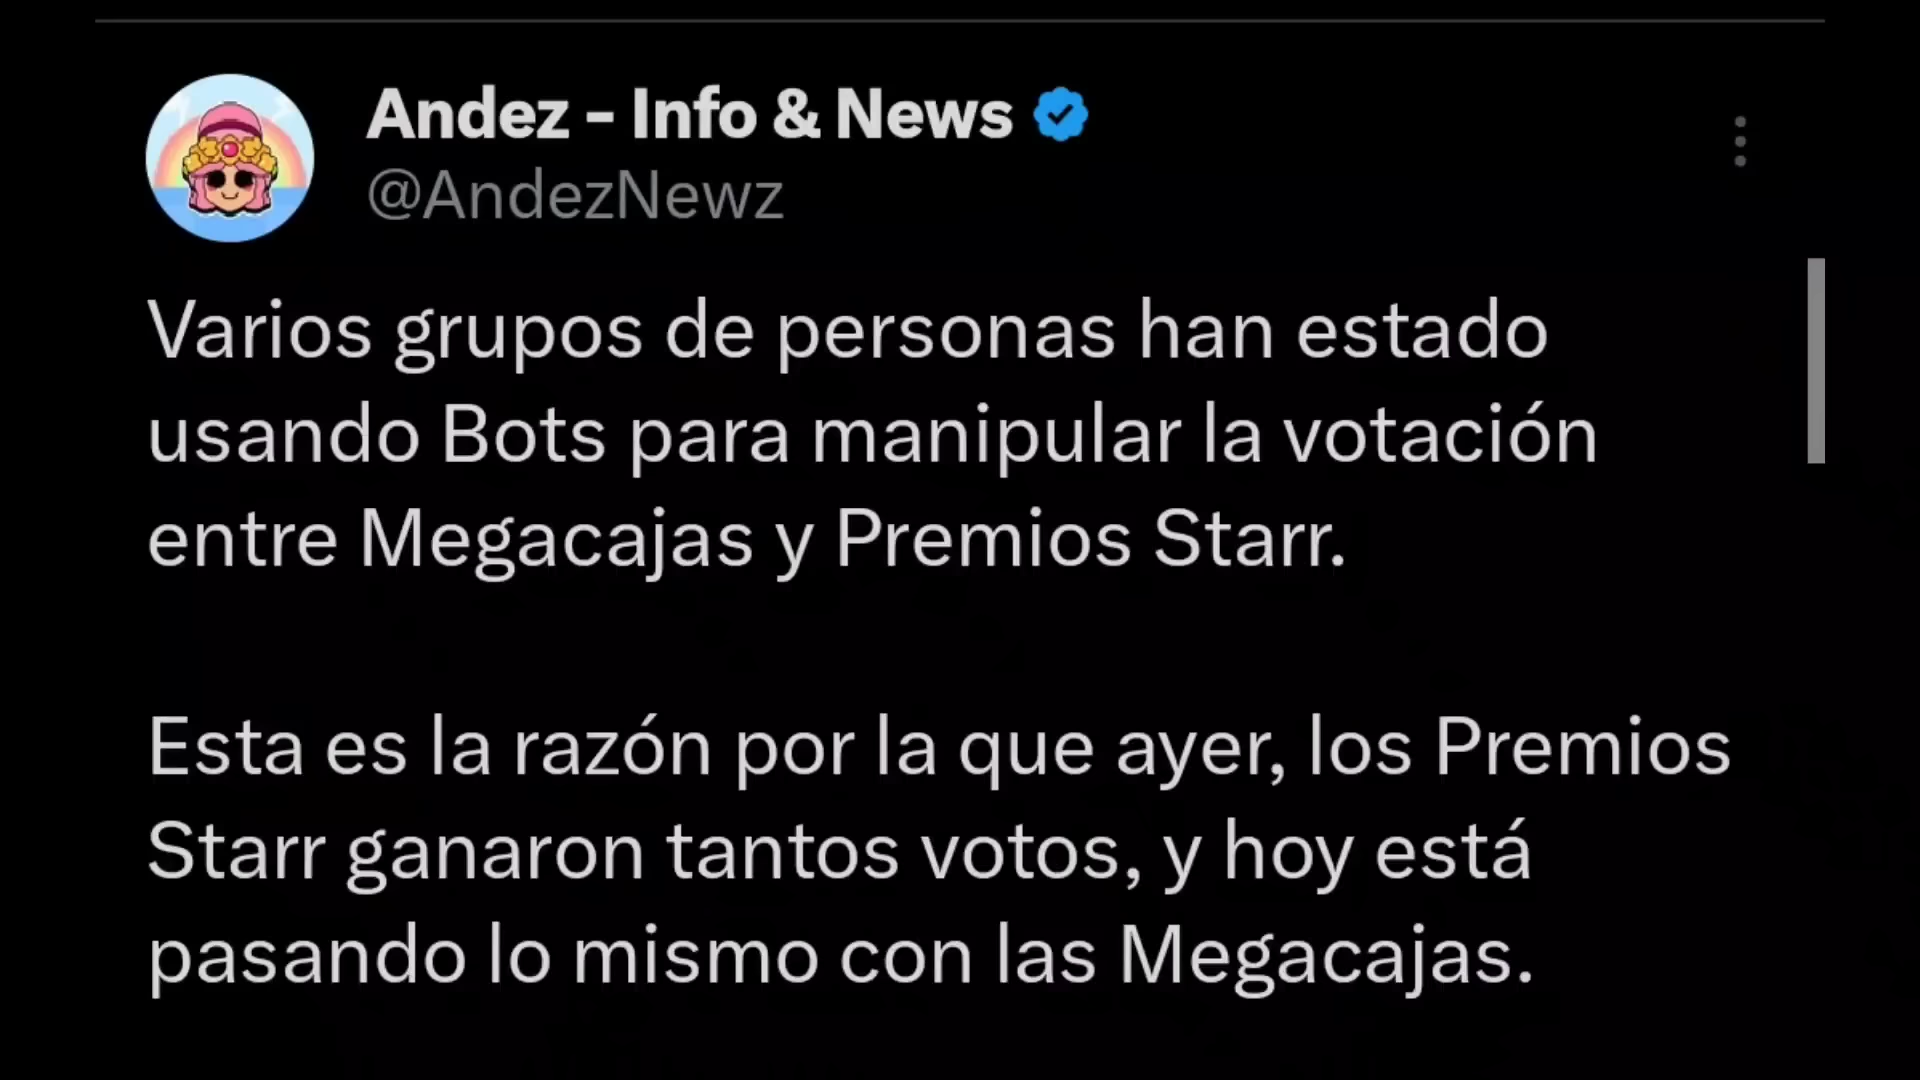 Andez - Info & News
@AndezNewz
Varios grupos de personas han estado
usando Bots para manipular la votación
entre Megacajas y Premios Starr.
Esta es la razón por la que ayer, los Premios
Starr ganaron tantos votos, y hoy está
pasando lo mismo con las Megacajas.